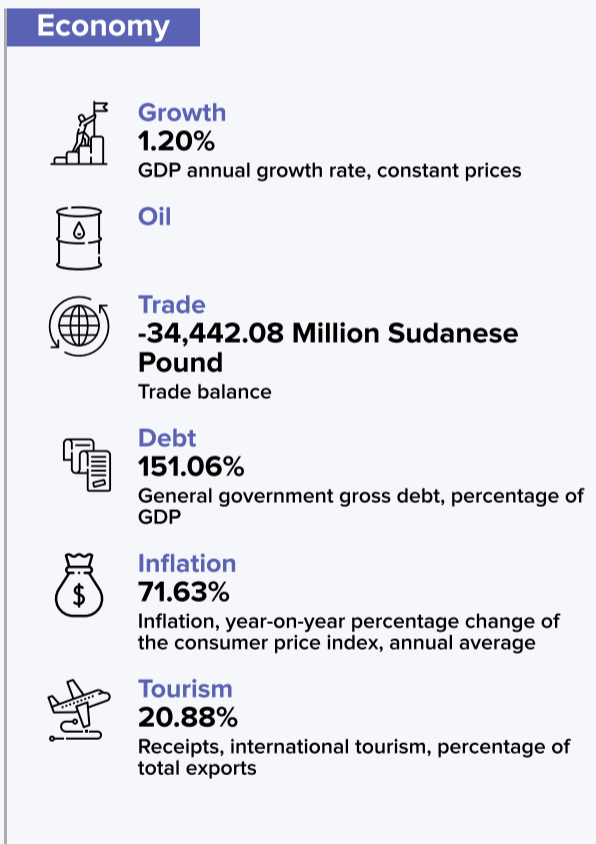 Economy
Growth
1.20%
GDP annual growth rate, constant prices
Oil
Trade
-34,442.08 Million Sudanese
Pound
Trade balance
Debt
151.06%
General government gross debt, percentage of
GDP
Inflation
71.63%
Inflation, year-on-year percentage change of
the consumer price index, annual average
$
Tourism
20.88%
Receipts, international tourism, percentage of
total exports